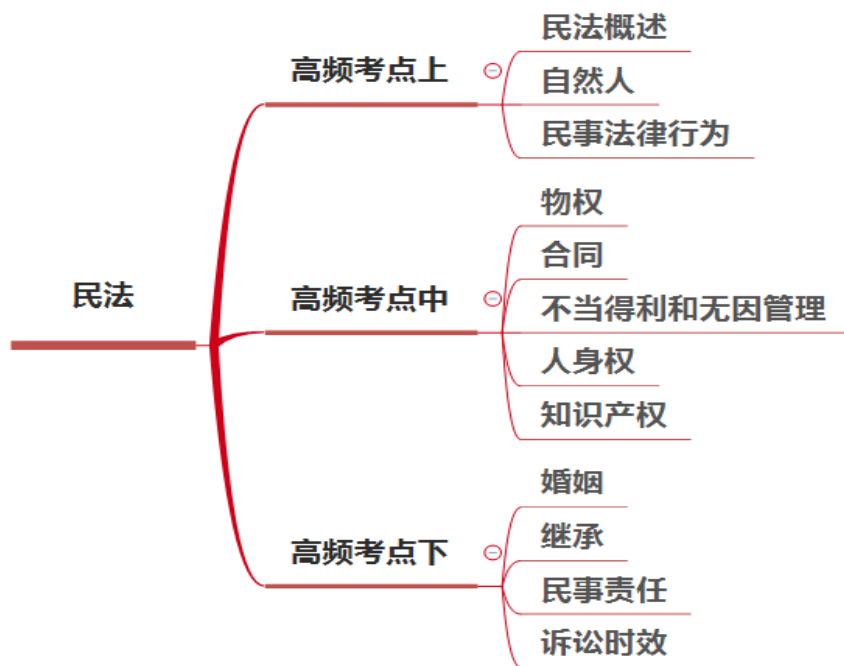 民法
高频考点上
民法概述
自然人
民事法律行为
高频考点中
物权
合同
不当得利和无因管理
人身权
知识产权
高频考点下
婚姻
继承
民事责任
诉讼时效